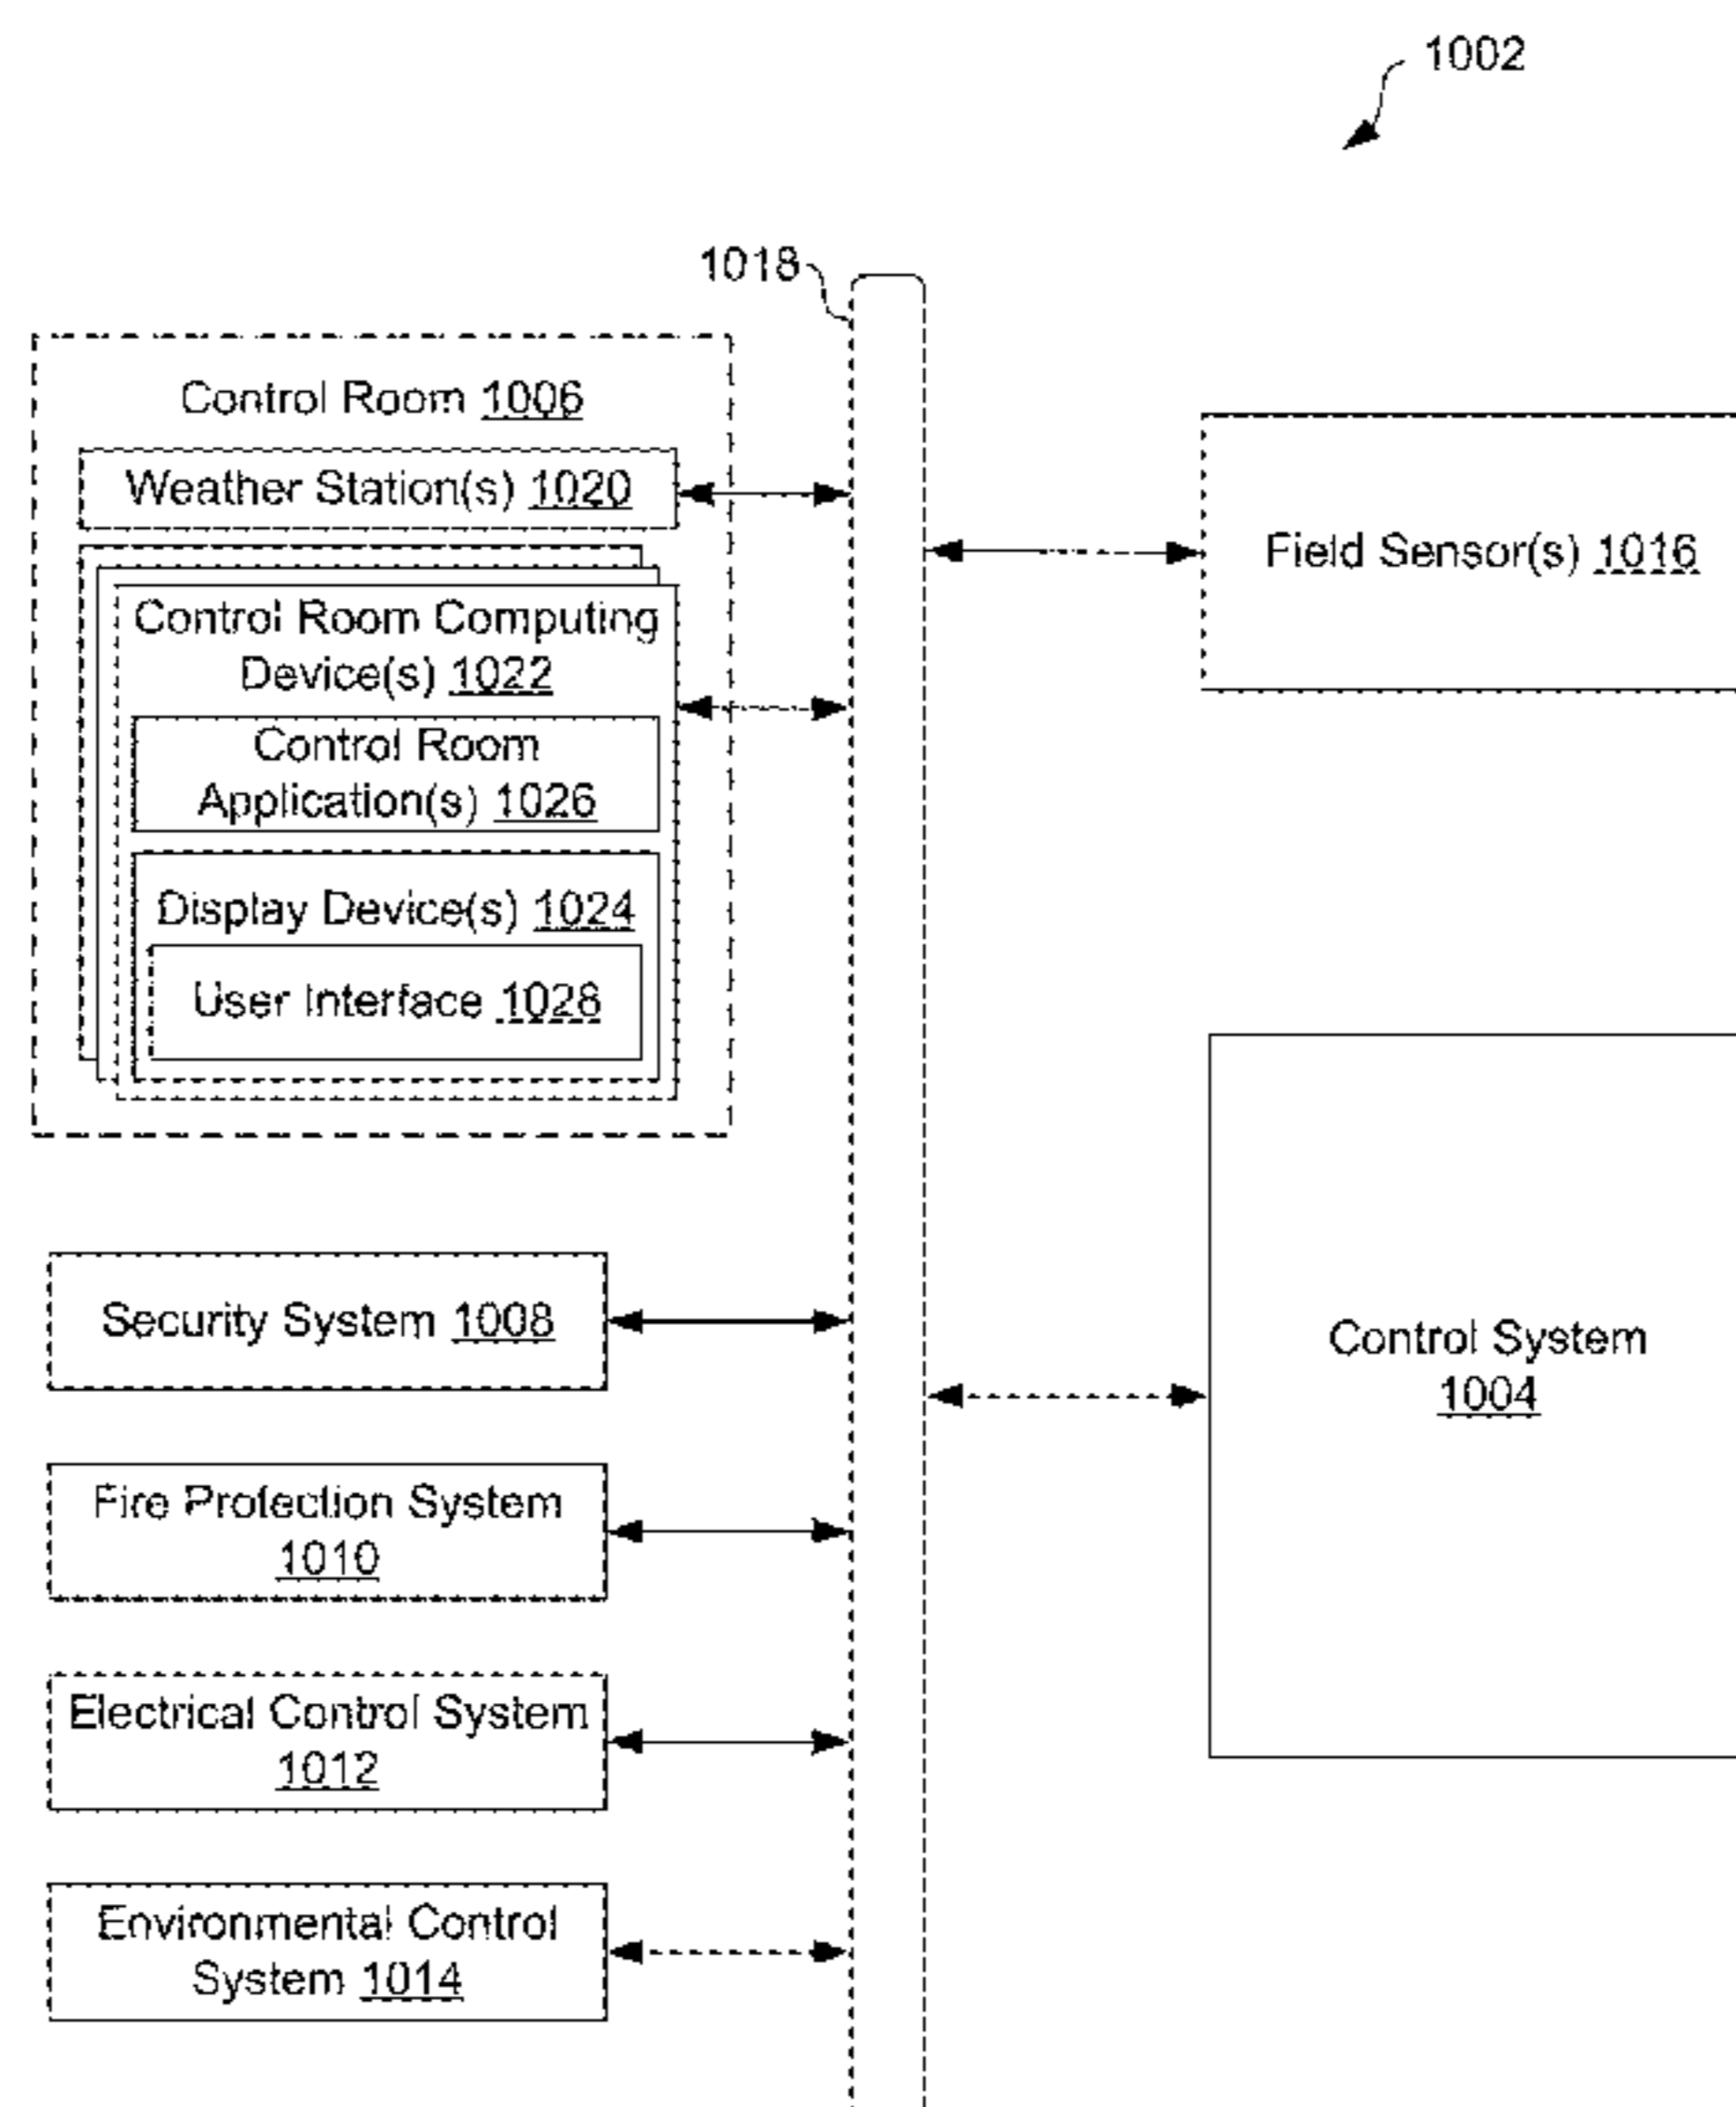 1002
1018
Control Room 1006
Weather Station(s) 1020
Control Room Computing
Device(s) 1022
Control Room
Application(s) 1026
Display Device(s) 1024
User Interface 1028
Field Sensor(s) 1016
Security System 1008
Control System
1004
Fire Protection System
1010
Electrical Control System
1012
Environmental Control
System 1014